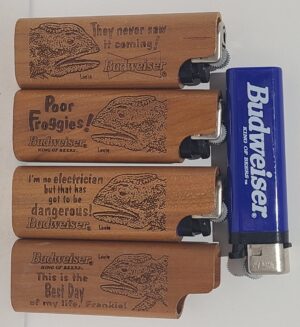 They never saw
it coming!
Louie
Budweiser
Poor
Froggies!
Budweiser
KING OF BEERS.
Louie
I'm no electrician
but that has
got to be
dangerous!
Budweiser
Louie
Budweiser
KING OF BEERS.
Louie
This is the
Best Day
of my life, Frankie!
Budweiser
KING OF BEERS